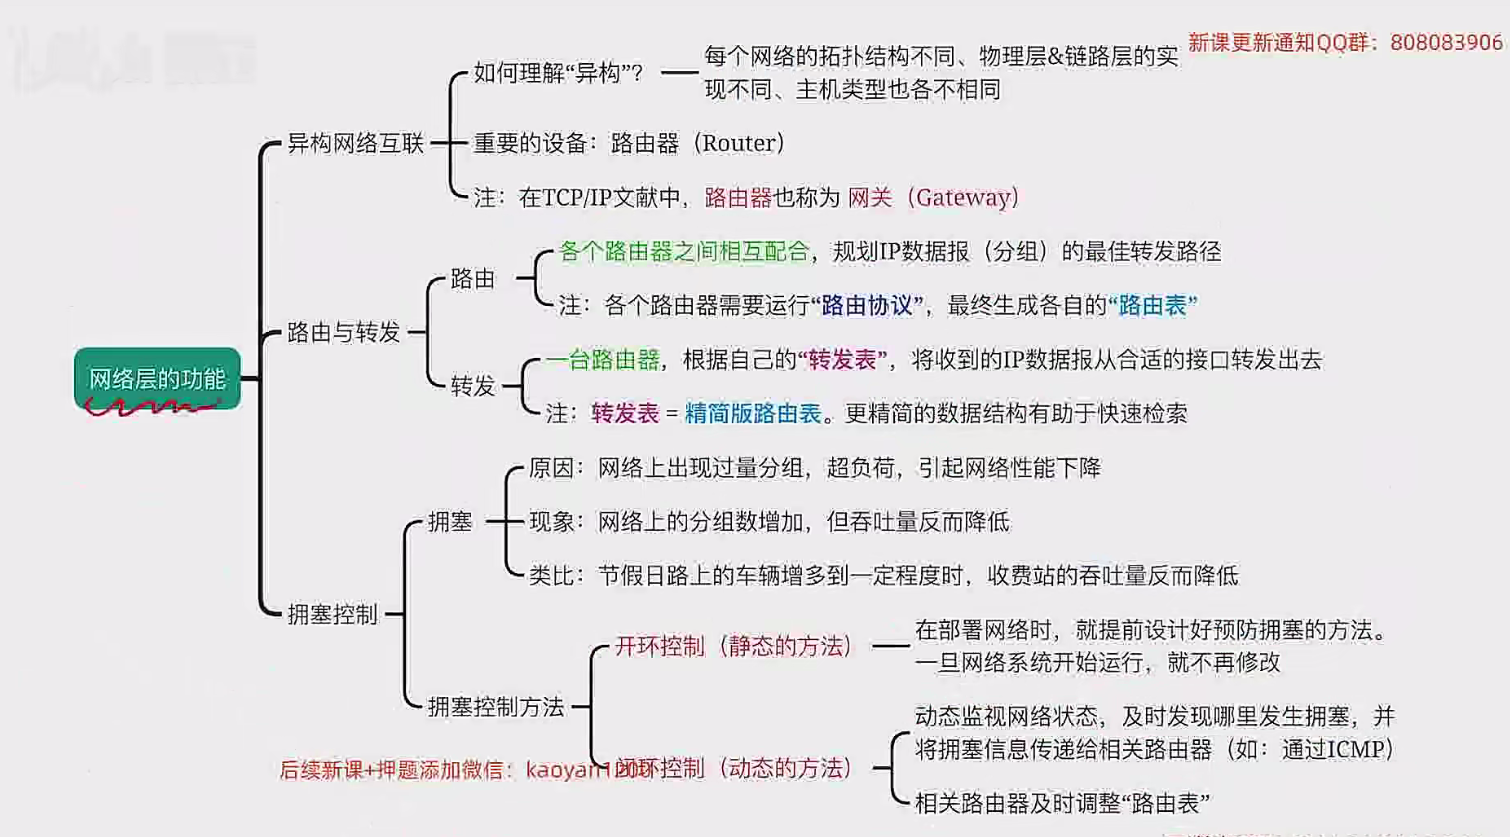 新课更新通知QQ群：808083906
如何理解“异构”？
每个网络的拓扑结构不同、物理层&链路层的实
现不同、主机类型也各不相同
异构网络互联
重要的设备：路由器（Router）
注：在TCP/IP文献中，路由器也称为 网关（Gateway）
各个路由器之间相互配合，规划IP数据报（分组）的最佳转发路径
路由
注：各个路由器需要运行“路由协议”，最终生成各自的“路由表”
路由与转发
一台路由器，根据自己的“转发表”，将收到的IP数据报从合适的接口转发出去
转发
注：转发表 = 精简版路由表。更精简的数据结构有助于快速检索
网络层的功能
原因：网络上出现过量分组，超负荷，引起网络性能下降
拥塞
现象：网络上的分组数增加，但吞吐量反而降低
类比：节假日路上的车辆增多到一定程度时，收费站的吞吐量反而降低
拥塞控制
开环控制（静态的方法）
在部署网络时，就提前设计好预防拥塞的方法。
一旦网络系统开始运行，就不再修改
拥塞控制方法
动态监视网络状态，及时发现哪里发生拥塞，并
将拥塞信息传递给相关路由器（如：通过ICMP）
闭环控制（动态的方法）
相关路由器及时调整“路由表”
后续新课+押题添加微信：